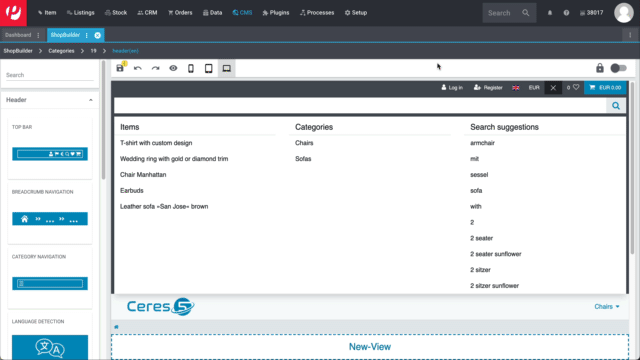 Item Listings Stock CRM Orders Data CMS Plugins Processes Setup Search 38017
Dashboard ShopBuilder
ShopBuilder Categories 19 header(en)
Search
Header
TOP BAR
BREADCRUMB NAVIGATION
CATEGORY NAVIGATION
LANGUAGE DETECTION
Log in Register EUR 0 EUR 0.00
Items Categories Search suggestions
T-shirt with custom design Chairs armchair
Wedding ring with gold or diamond trim Sofas mit
Chair Manhattan sessel
Earbuds sofa
Leather sofa »San Jose« brown with
2
2 seater
2 seater sunflower
2 sitzer
2 sitzer sunflower
Ceres 5 Chairs
New-View